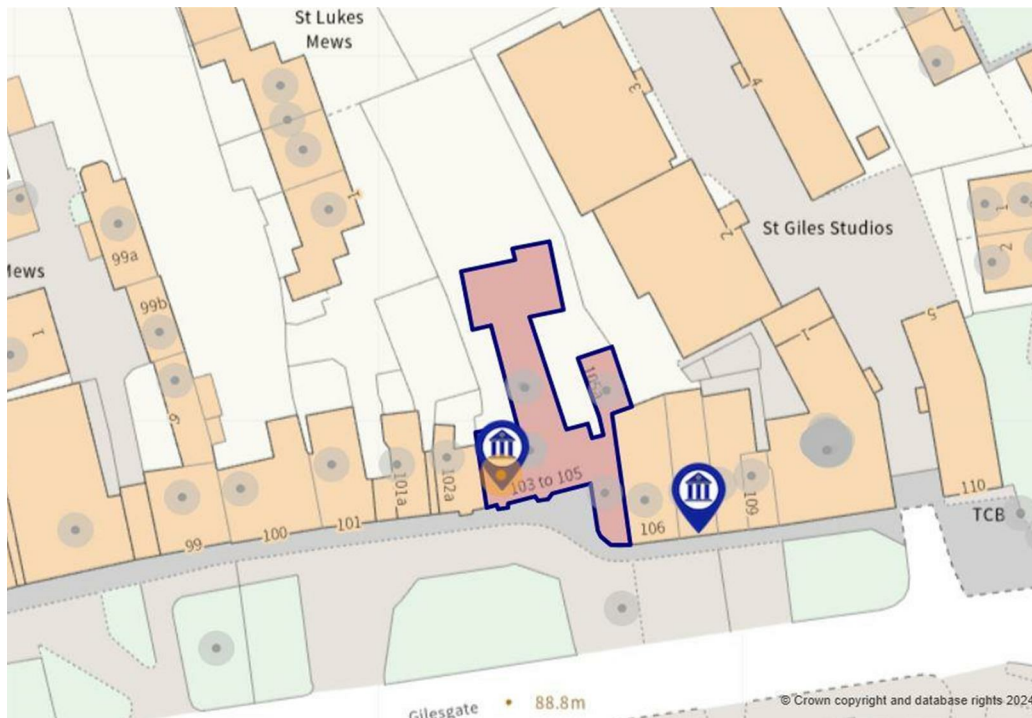 St Lukes
Mews
1
3
4
St Giles Studios
2
1
2
Mews
99a
99b
1
9
1
5
105a
103 to 105
102a
101a
101
100
99
106
109
110
TCB
Gilesgate
88.8m
© Crown copyright and database rights 2024